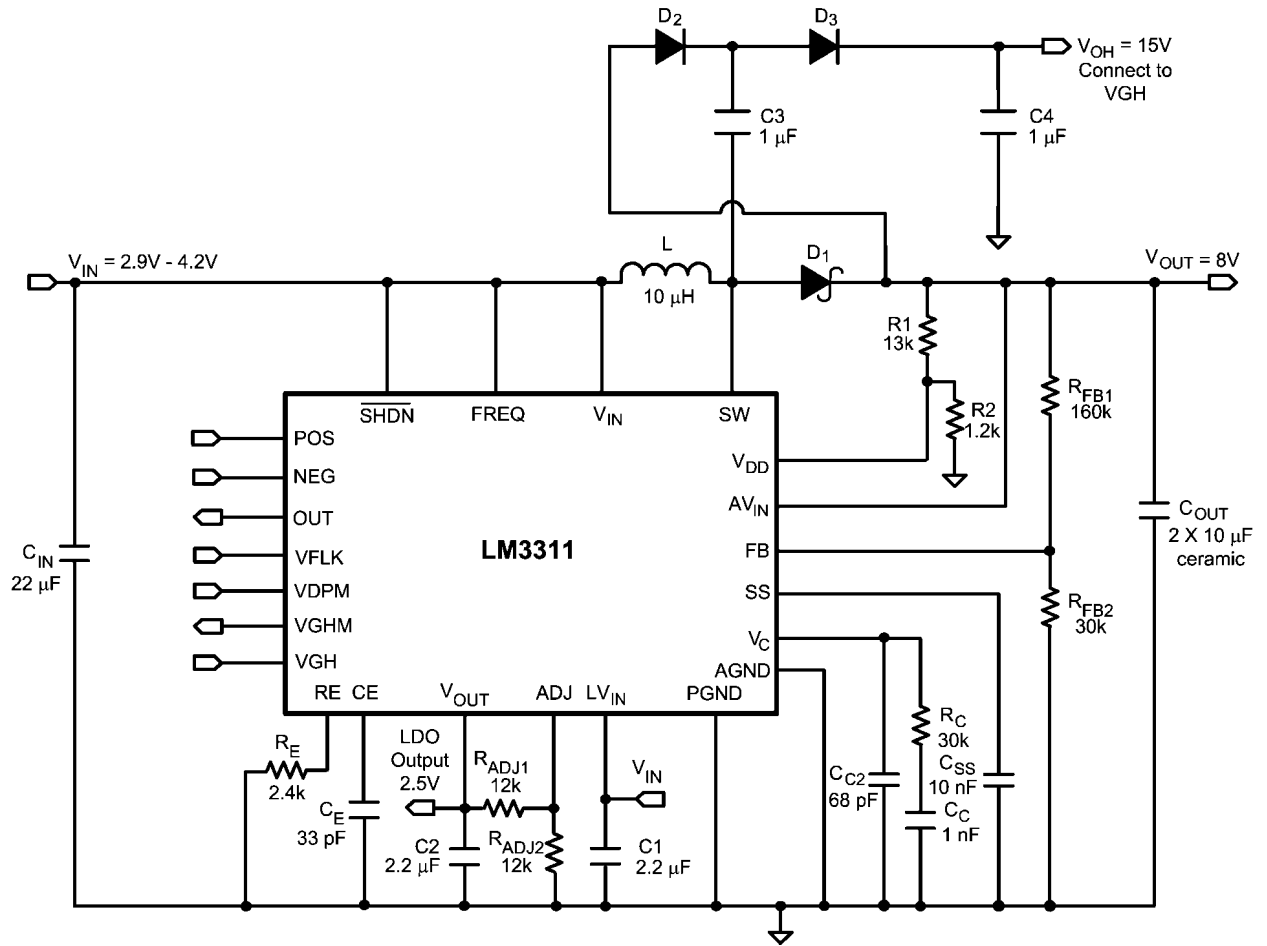 D2
D3
VOH = 15V
Connect to
VGH
C3
1 μF
C4
1 μF
VIN = 2.9V - 4.2V
L
10 μH
D1
VOUT = 8V
R1
13k
R2
1.2k
RFB1
160k
SHDN
FREQ
VIN
SW
POS
NEG
OUT
VFLK
VDPM
VGHM
VGH
LM3311
VDD
AVIN
FB
SS
VC
AGND
RE
CE
VOUT
ADJ
LVIN
PGND
CIN
22 μF
COUT
2 X 10 μF
ceramic
RFB2
30k
RE
2.4k
CE
33 pF
LDO
Output
2.5V
RADJ1
12k
RADJ2
12k
C2
2.2 μF
VIN
C1
2.2 μF
CC2
68 pF
RC
30k
CSS
10 nF
CC
1 nF